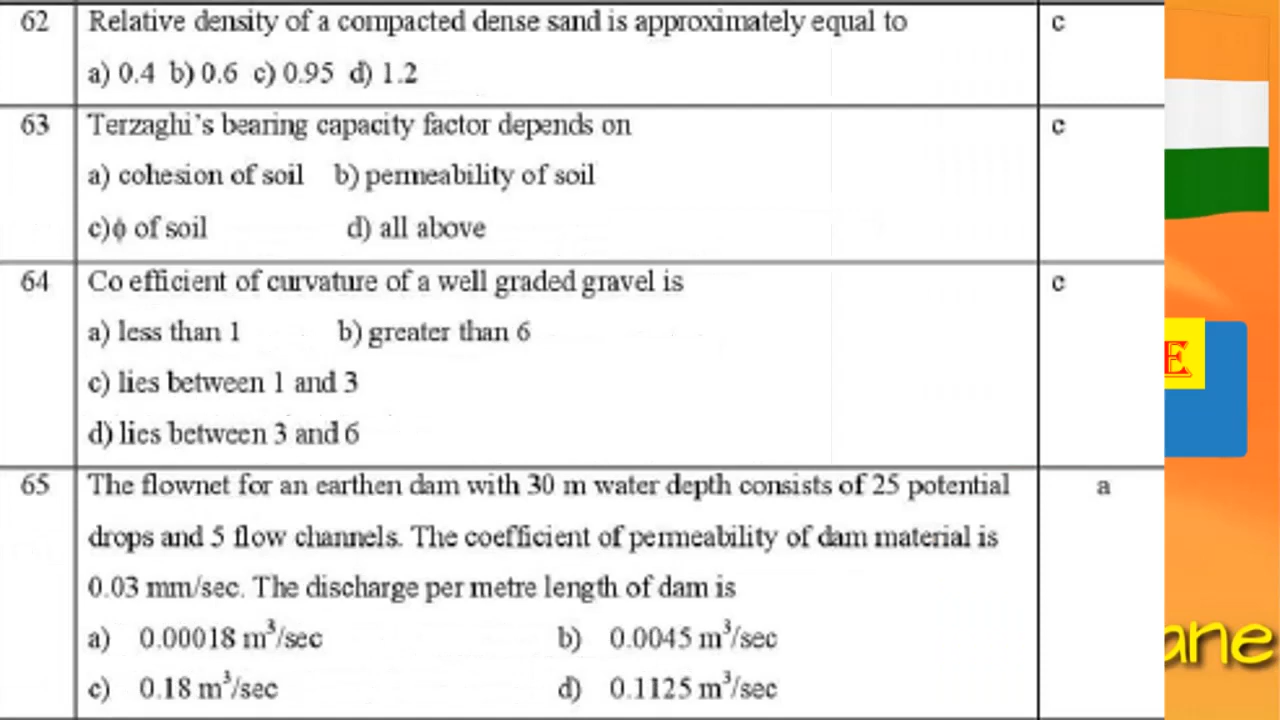 62 Relative density of a compacted dense sand is approximately equal to c
a) 0.4 b) 0.6 c) 0.95 d) 1.2
63 Terzaghi's bearing capacity factor depends on c
a) cohesion of soil b) permeability of soil
c)ϕ of soil d) all above
64 Co efficient of curvature of a well graded gravel is c
a) less than 1 b) greater than 6
c) lies between 1 and 3
d) lies between 3 and 6
65 The flownet for an earthen dam with 30 m water depth consists of 25 potential a
drops and 5 flow channels. The coefficient of permeability of dam material is
0.03 mm/sec. The discharge per metre length of dam is
a) 0.00018 m³/sec b) 0.0045 m³/sec
c) 0.18 m³/sec d) 0.1125 m³/sec
E
ane